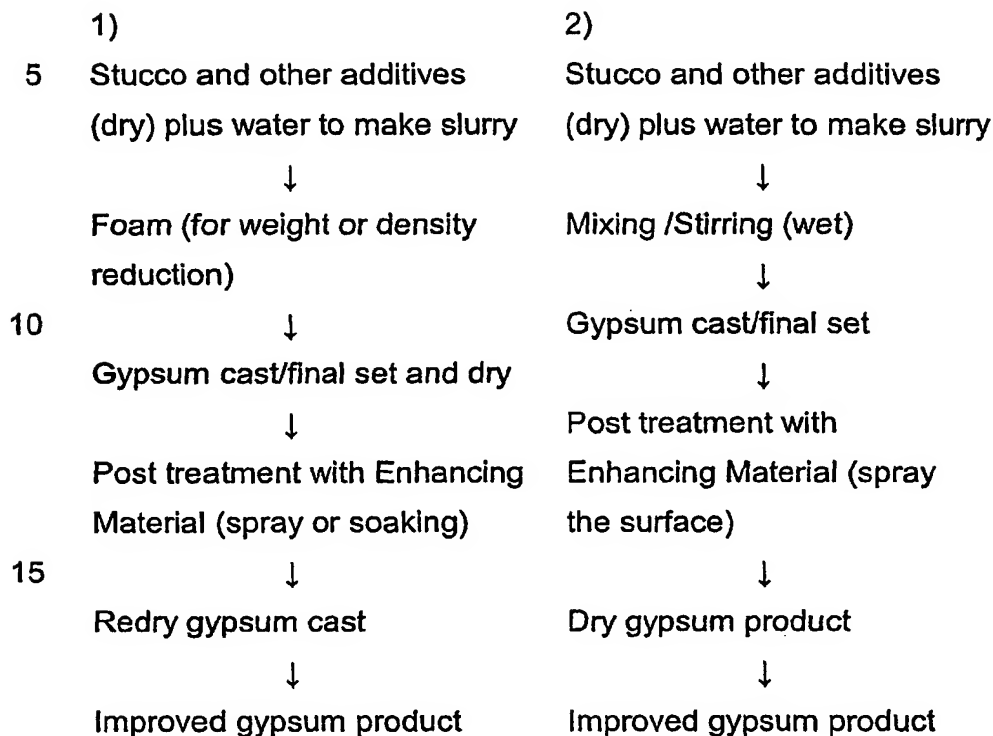 1)
5 Stucco and other additives
(dry) plus water to make slurry
↓
Foam (for weight or density
reduction)
10 ↓
Gypsum cast/final set and dry
↓
Post treatment with Enhancing
Material (spray or soaking)
15 ↓
Redry gypsum cast
↓
Improved gypsum product
2)
Stucco and other additives
(dry) plus water to make slurry
↓
Mixing /Stirring (wet)
↓
Gypsum cast/final set
↓
Post treatment with
Enhancing Material (spray
the surface)
↓
Dry gypsum product
↓
Improved gypsum product